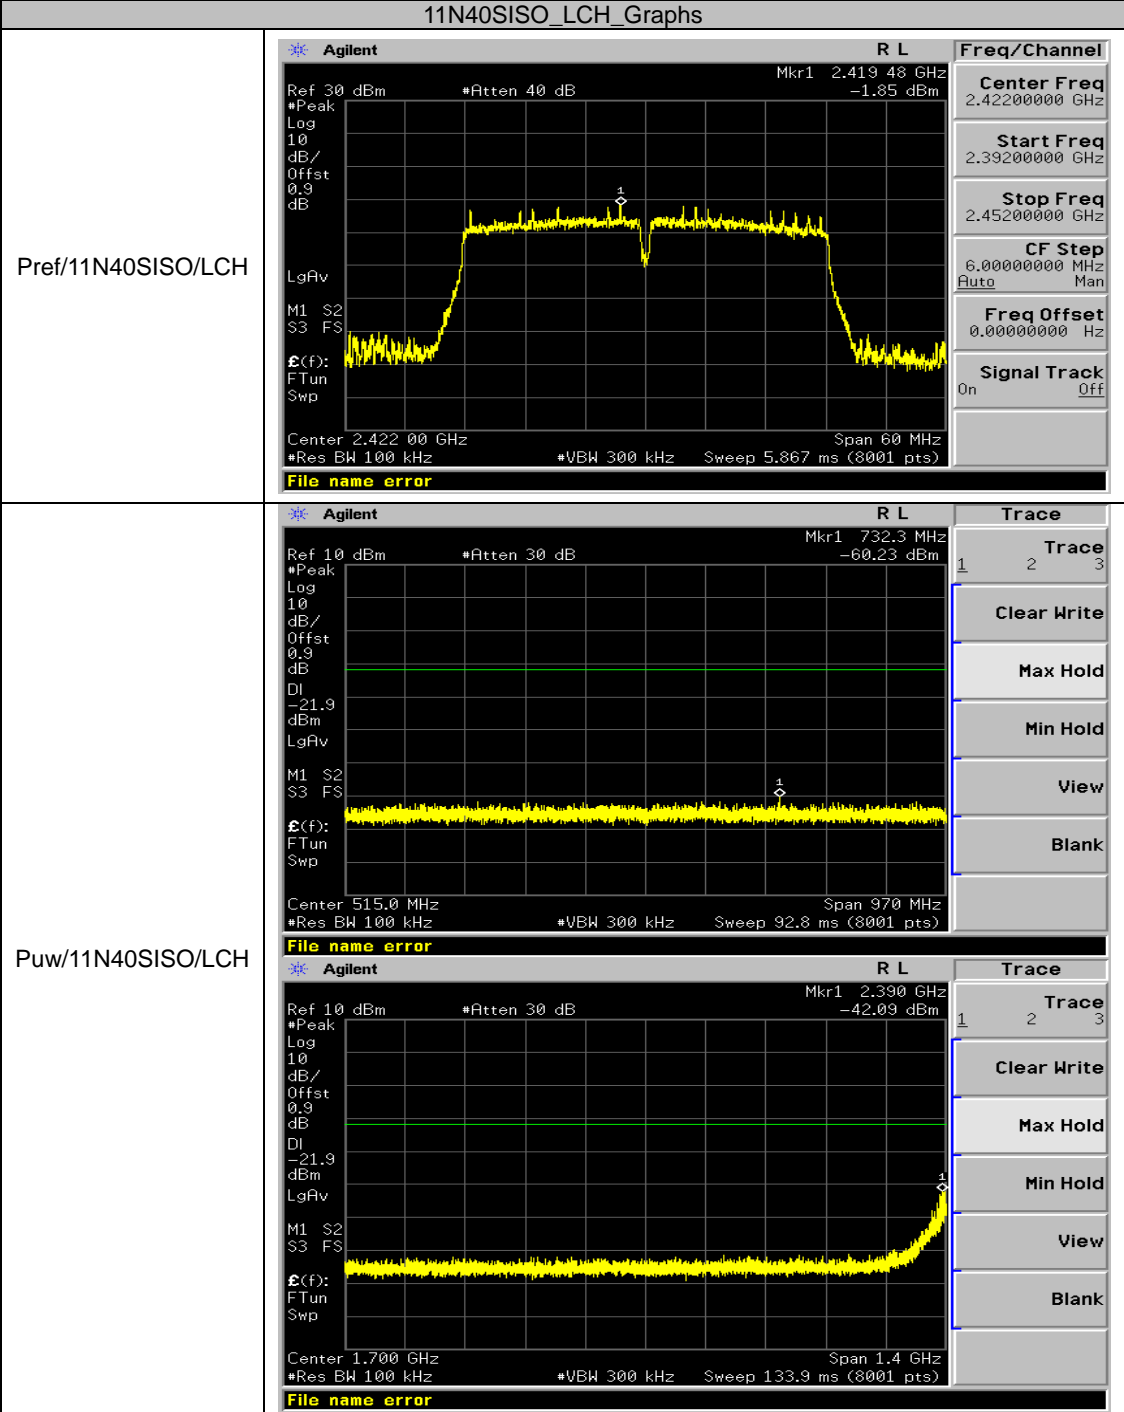 11N40SISO_LCH_Graphs
Pref/11N40SISO/LCH
Agilent R L Freq/Channel
Mkr1 2.419 48 GHz
Ref 30 dBm #Atten 40 dB -1.85 dBm
#Peak
Log
10
dB/
Offst
0.9
dB
LgAv
M1 S2
S3 FS
£(f):
FTun
Swp
1
Center 2.422 00 GHz Span 60 MHz
#Res BW 100 kHz #VBW 300 kHz Sweep 5.867 ms (8001 pts)
File name error
Center Freq
2.42200000 GHz
Start Freq
2.39200000 GHz
Stop Freq
2.45200000 GHz
CF Step
6.00000000 MHz
Auto Man
Freq Offset
0.00000000 Hz
Signal Track
On Off
Puw/11N40SISO/LCH
Agilent R L Trace
Mkr1 732.3 MHz
Ref 10 dBm #Atten 30 dB -60.23 dBm
#Peak
Log
10
dB/
Offst
0.9
dB
DI
-21.9
dBm
LgAv
M1 S2
S3 FS
£(f):
FTun
Swp
1
Center 515.0 MHz Span 970 MHz
#Res BW 100 kHz #VBW 300 kHz Sweep 92.8 ms (8001 pts)
File name error
Trace
1 2 3
Clear Write
Max Hold
Min Hold
View
Blank
Agilent R L Trace
Mkr1 2.390 GHz
Ref 10 dBm #Atten 30 dB -42.09 dBm
#Peak
Log
10
dB/
Offst
0.9
dB
DI
-21.9
dBm
LgAv
M1 S2
S3 FS
£(f):
FTun
Swp
1
Center 1.700 GHz Span 1.4 GHz
#Res BW 100 kHz #VBW 300 kHz Sweep 133.9 ms (8001 pts)
File name error
Trace
1 2 3
Clear Write
Max Hold
Min Hold
View
Blank